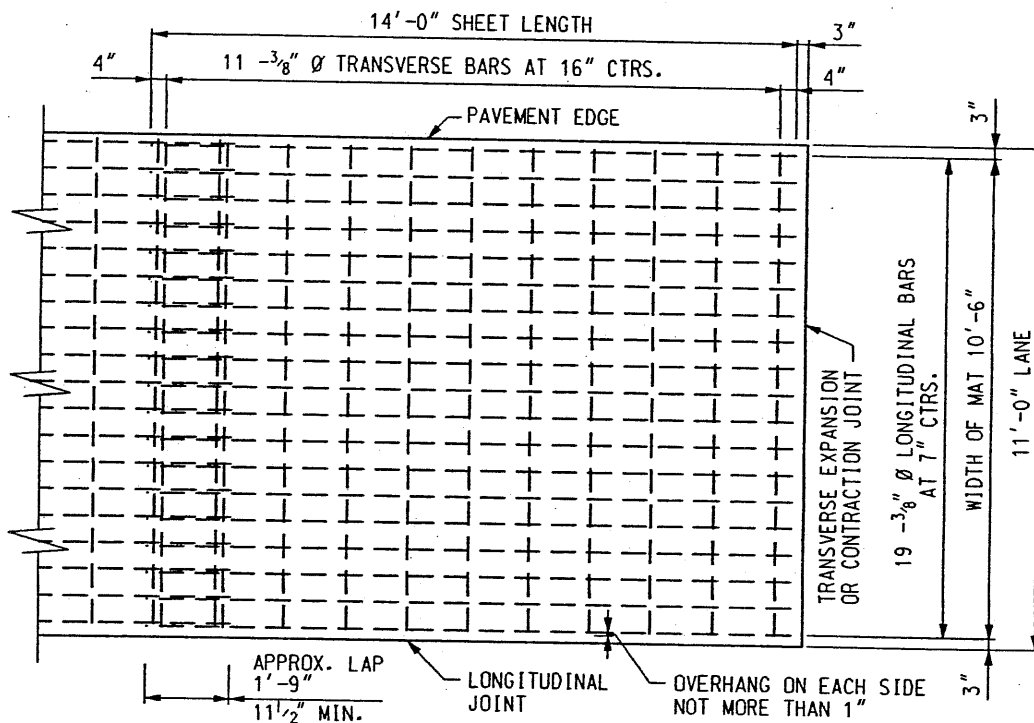 14'-0" SHEET LENGTH
3"
4"
11 -3/8" Ø TRANSVERSE BARS AT 16" CTRS.
4"
PAVEMENT EDGE
3"
TRANSVERSE EXPANSION
OR CONTRACTION JOINT
19 -3/8" Ø LONGITUDINAL BARS
AT 7" CTRS.
WIDTH OF MAT 10'-6"
11'-0" LANE
APPROX. LAP
1'-9"
11 1/2" MIN.
LONGITUDINAL
JOINT
OVERHANG ON EACH SIDE
NOT MORE THAN 1"
3"